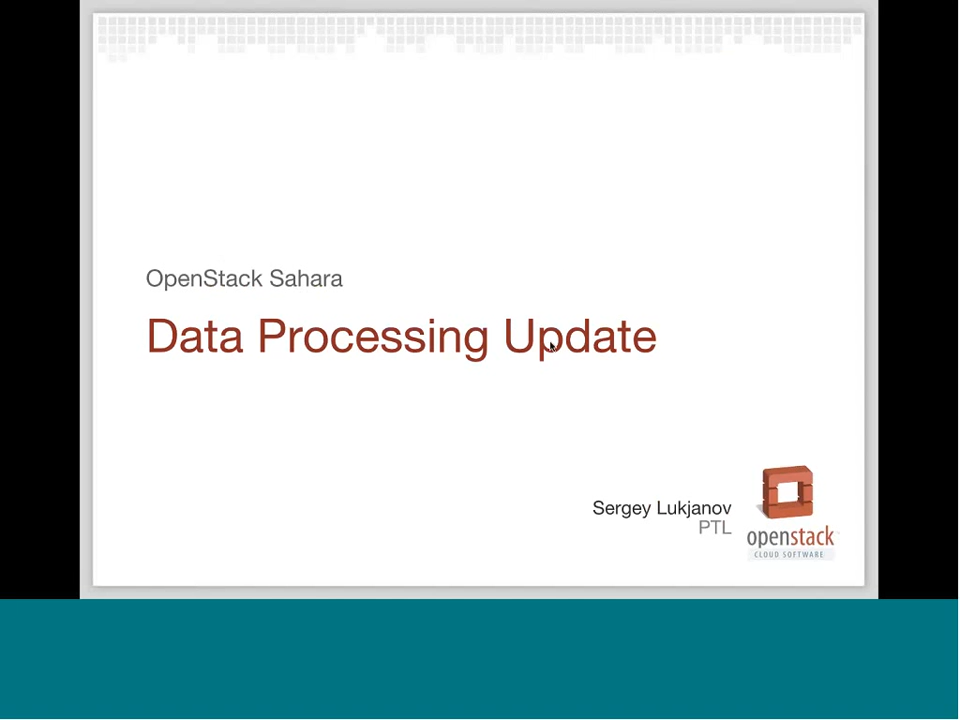 OpenStack Sahara
Data Processing Update
Sergey Lukjanov
PTL
openstack
CLOUD SOFTWARE